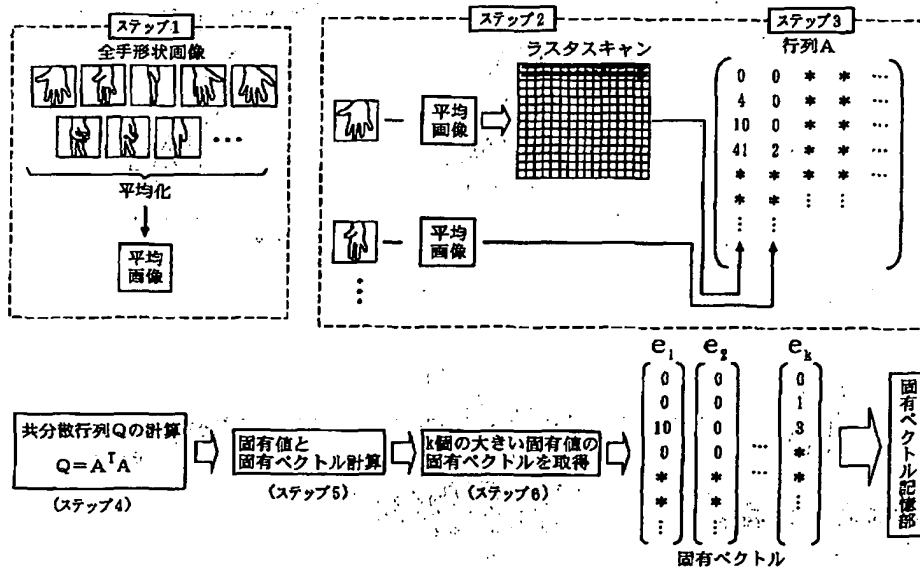 ステップ1
全手形状画像
…
平均化
平均
画像
ステップ2
ラスタスキャン
平均
画像
平均
画像
ステップ3
行列A
0 0 * * …
4 0 * * …
10 0 * * …
41 2 * * …
* * * * …
* * ⋮ ⋮
⋮ ⋮
共分散行列Qの計算
Q=AᵀA
(ステップ4)
固有値と
固有ベクトル計算
(ステップ5)
k個の大きい固有値の
固有ベクトルを取得
(ステップ6)
e₁ e₂ eₖ
0 0 0
0 0 1
10 0 3
0 0 … *
* * … *
* * … ⋮
⋮ ⋮
固有ベクトル
固有ベクトル記憶部